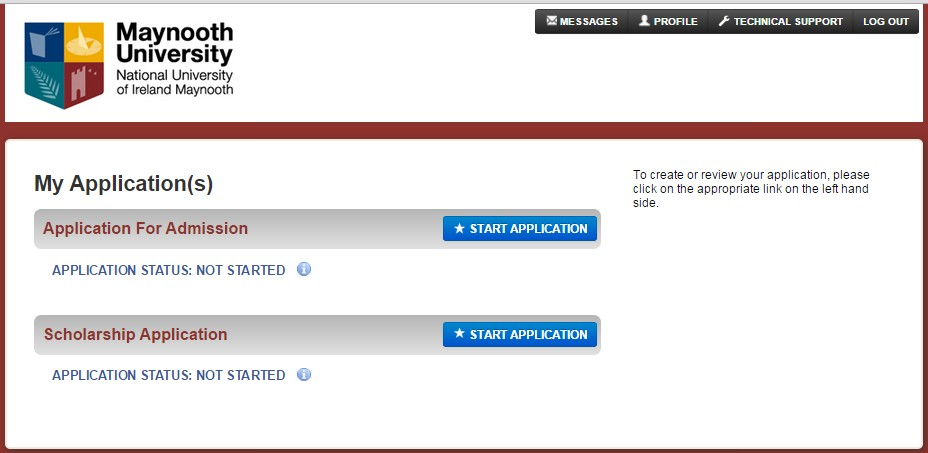 Maynooth
University
National University
of Ireland Maynooth
MESSAGES PROFILE TECHNICAL SUPPORT LOG OUT
My Application(s)
Application For Admission START APPLICATION
APPLICATION STATUS: NOT STARTED
Scholarship Application START APPLICATION
APPLICATION STATUS: NOT STARTED
To create or review your application, please
click on the appropriate link on the left hand
side.